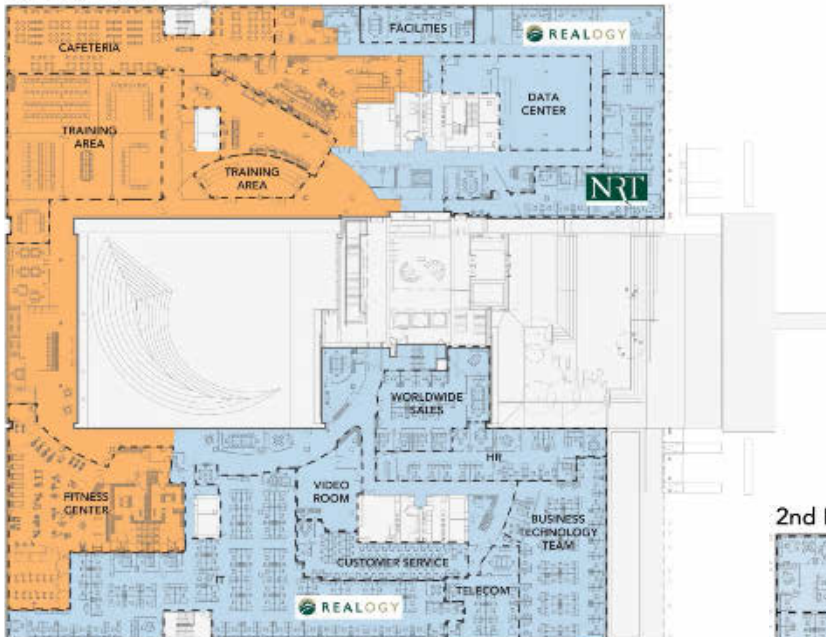 FACILITIES
REALOGY
CAFETERIA
DATA
CENTER
TRAINING
AREA
TRAINING
AREA
NRT
WORLDWIDE
SALES
HR
VIDEO
ROOM
FITNESS
CENTER
BUSINESS
TECHNOLOGY
TEAM
CUSTOMER SERVICE
IT
TELECOM
REALOGY
2nd